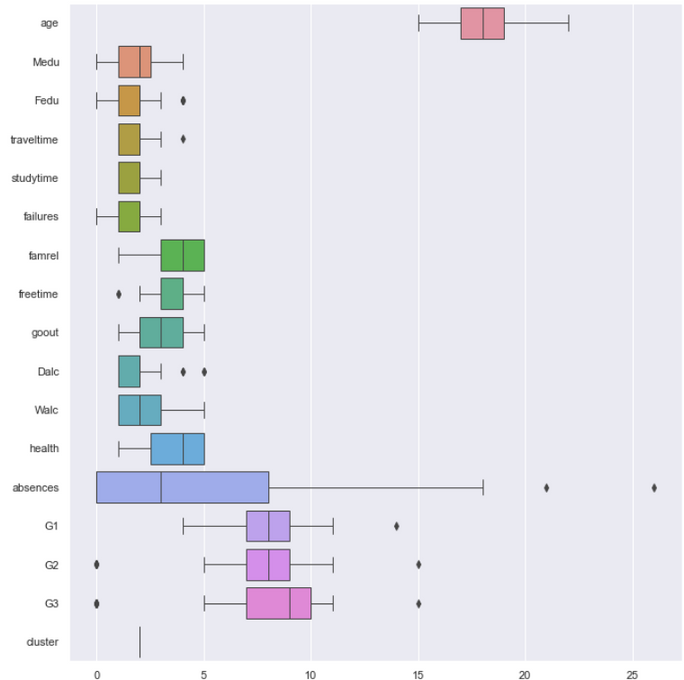 age
Medu
Fedu
traveltime
studytime
failures
famrel
freetime
goout
Dalc
Walc
health
absences
G1
G2
G3
cluster
0 5 10 15 20 25